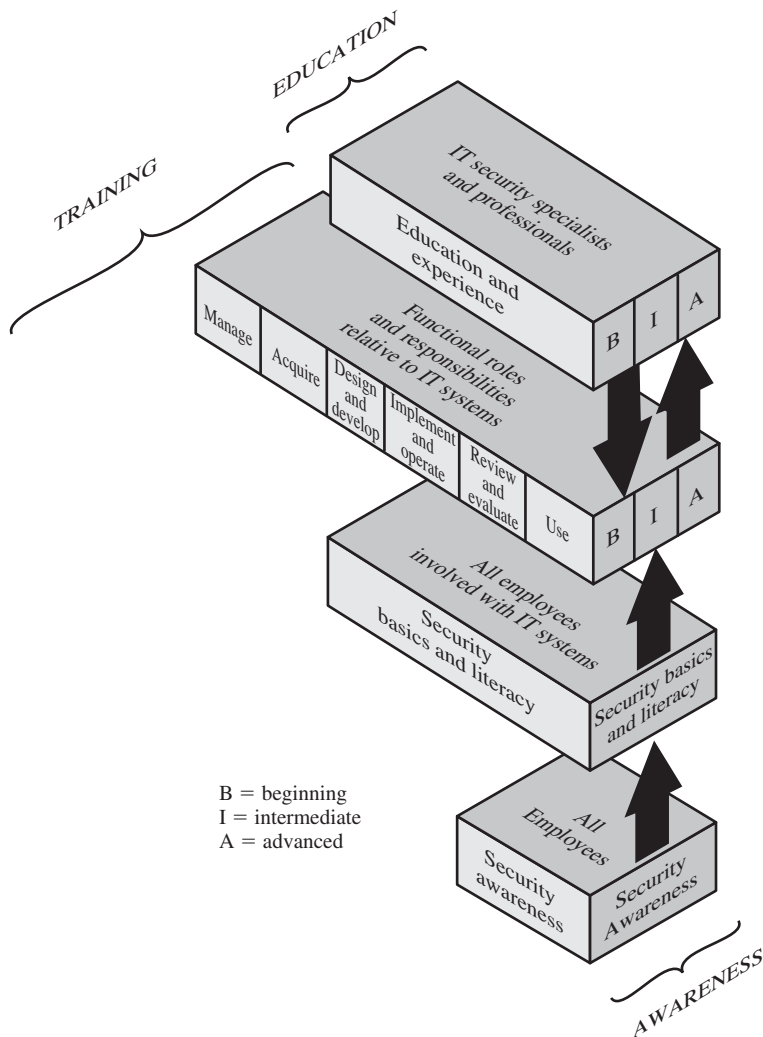 EDUCATION
TRAINING
IT security specialists
and professionals
Education and
experience
B
I
A
Functional roles
and responsibilities
relative to IT systems
Manage
Acquire
Design
and
develop
Implement
and
operate
Review
and
evaluate
Use
B
I
A
All employees
involved with IT systems
Security
basics and literacy
Security basics
and literacy
B = beginning
I = intermediate
A = advanced
All
Employees
Security
awareness
Security
Awareness
AWARENESS